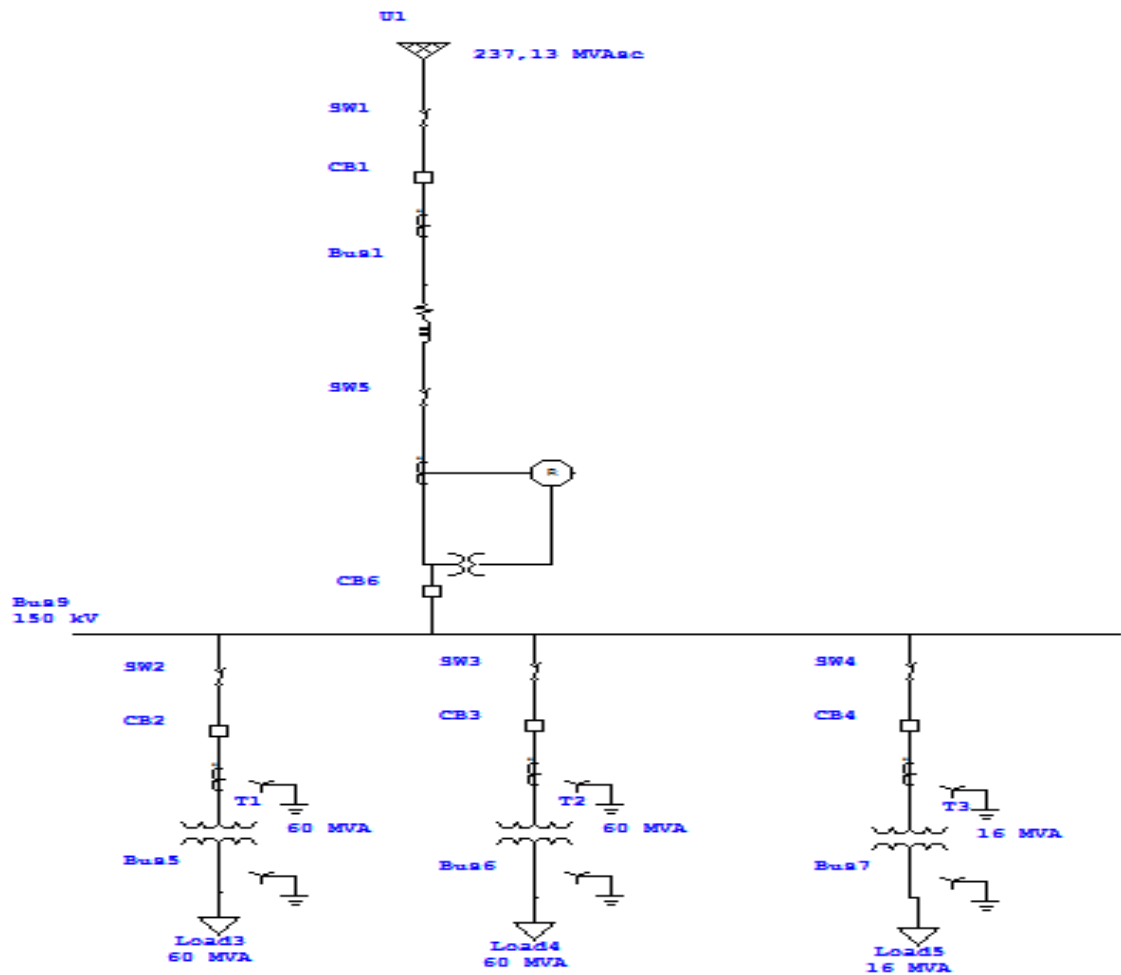 U1
237,13 MVAsc
SW1
CB1
Bus1
SW5
R
CB6
Bus9
150 kV
SW2
SW3
SW4
CB2
CB3
CB4
T1
60 MVA
T2
60 MVA
T3
16 MVA
Bus5
Bus6
Bus7
Load3
60 MVA
Load4
60 MVA
Load5
16 MVA